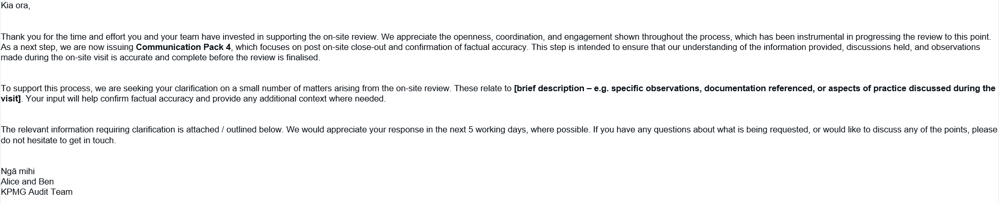 Kia ora,
Thank you for the time and effort you and your team have invested in supporting the on-site review. We appreciate the openness, coordination, and engagement shown throughout the process, which has been instrumental in progressing the review to this point.
As a next step, we are now issuing Communication Pack 4, which focuses on post on-site close-out and confirmation of factual accuracy. This step is intended to ensure that our understanding of the information provided, discussions held, and observations
made during the on-site visit is accurate and complete before the review is finalised.
To support this process, we are seeking your clarification on a small number of matters arising from the on-site review. These relate to [brief description – e.g. specific observations, documentation referenced, or aspects of practice discussed during the
visit]. Your input will help confirm factual accuracy and provide any additional context where needed.
The relevant information requiring clarification is attached / outlined below. We would appreciate your response in the next 5 working days, where possible. If you have any questions about what is being requested, or would like to discuss any of the points, please
do not hesitate to get in touch.
Ngā mihi
Alice and Ben
KPMG Audit Team